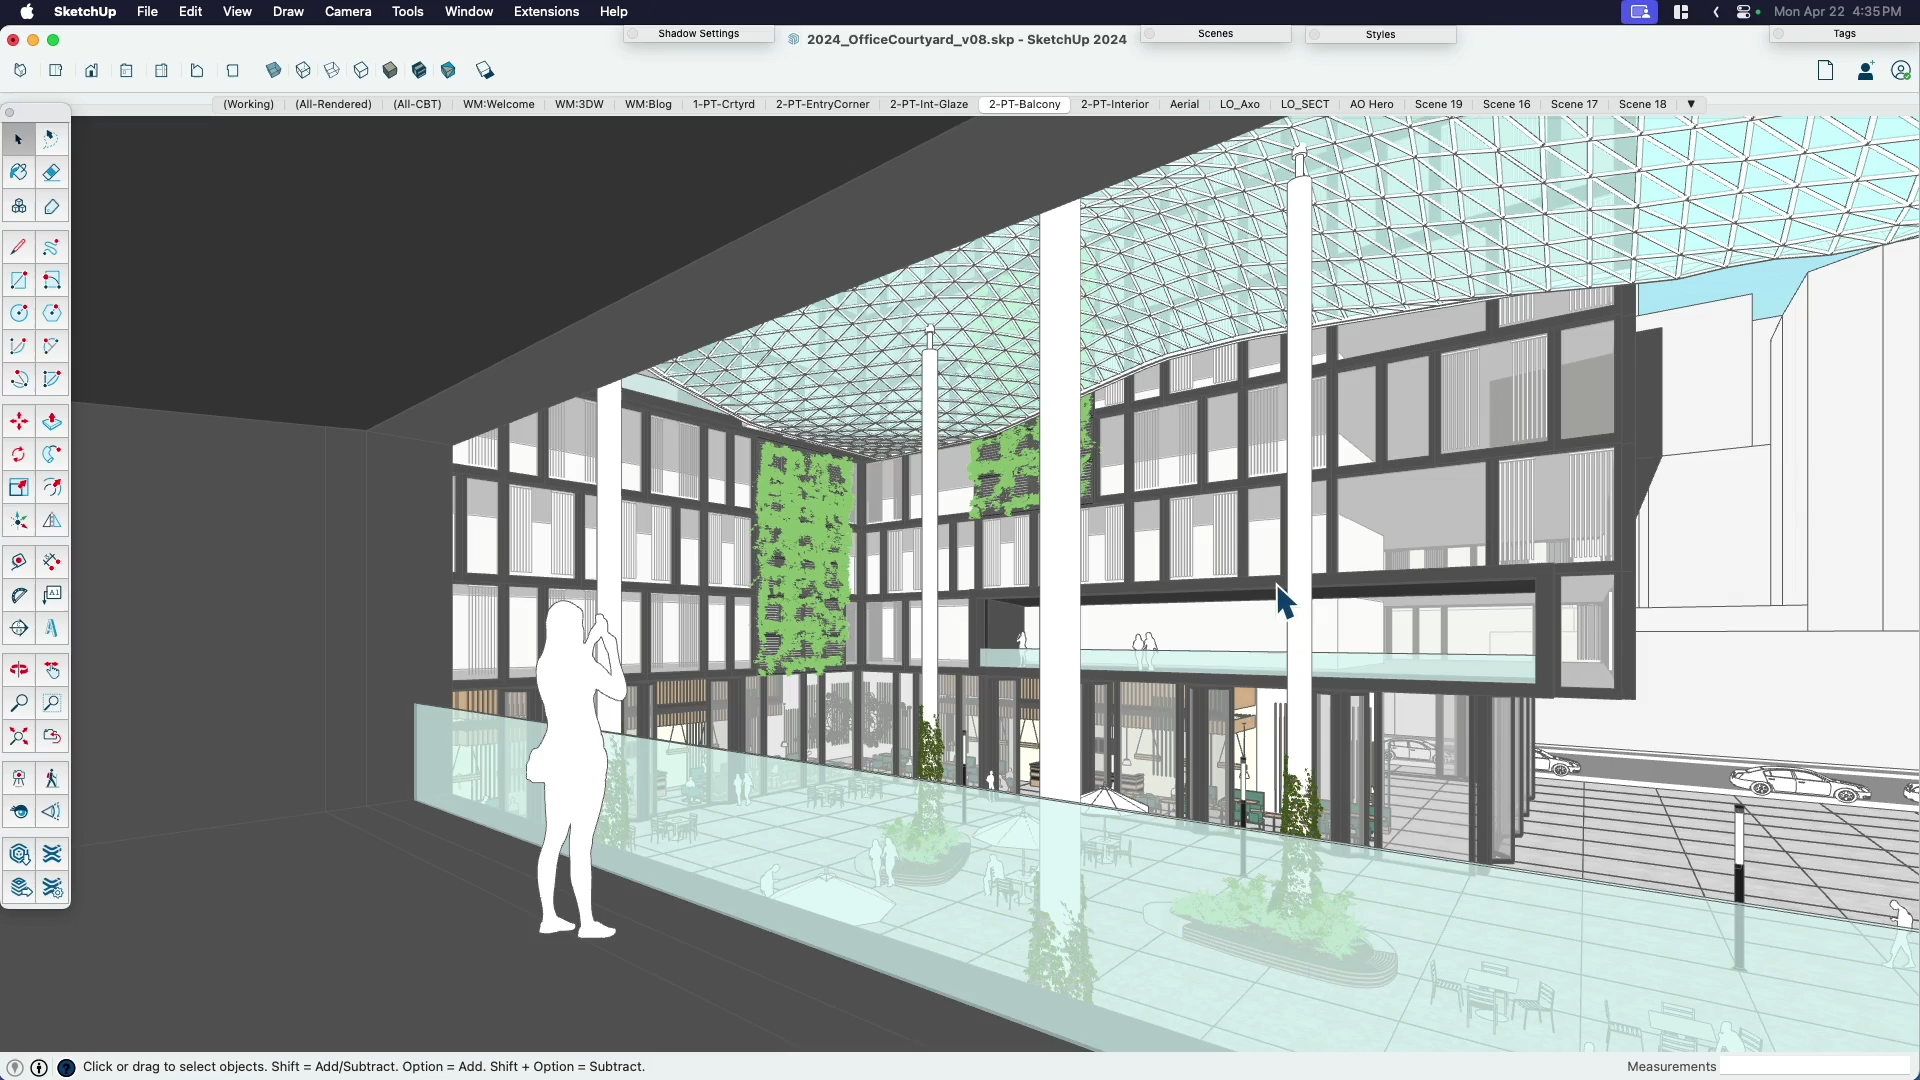 SketchUp File Edit View Draw Camera Tools Window Extensions Help Mon Apr 22 4:35PM
Shadow Settings 2024_OfficeCourtyard_v08.skp - SketchUp 2024 Scenes Styles Tags
(Working) (All-Rendered) (All-CBT) WM:Welcome WM:3DW WM:Blog 1-PT-Crtyrd 2-PT-EntryCorner 2-PT-Int-Glaze 2-PT-Balcony 2-PT-Interior Aerial LO_Axo LO_SECT AO Hero Scene 19 Scene 16 Scene 17 Scene 18
A1
Click or drag to select objects. Shift = Add/Subtract. Option = Add. Shift + Option = Subtract. Measurements